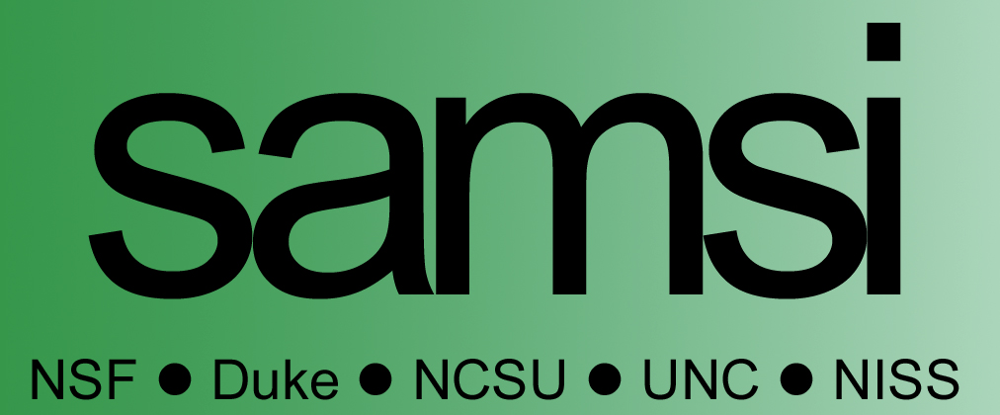 samsi
NSF ● Duke ● NCSU ● UNC ● NISS